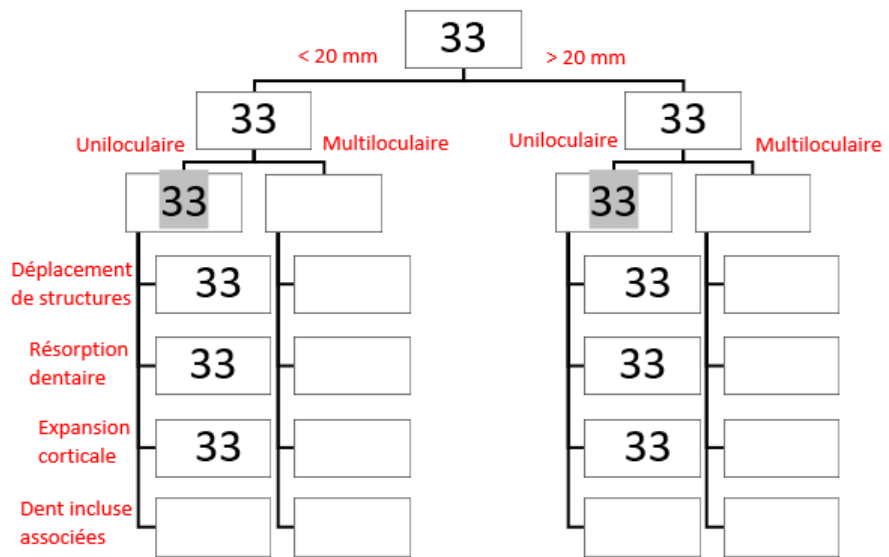 33
< 20 mm
> 20 mm
33
33
Uniloculaire
Multiloculaire
Uniloculaire
Multiloculaire
33
33
Déplacement
de structures
33
33
Résorption
dentaire
33
33
Expansion
corticale
33
33
Dent incluse
associées